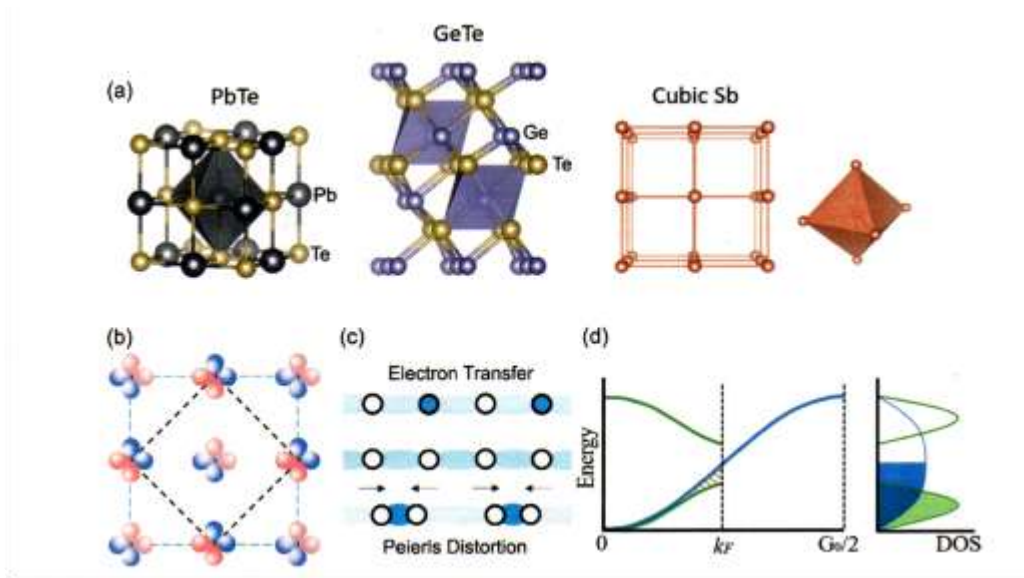 GeTe
(a)
PbTe
Cubic Sb
Ge
Te
Pb
Te
(b)
(c)
(d)
Electron Transfer
Peierls Distortion
Energy
0
kF
G₀/2
DOS